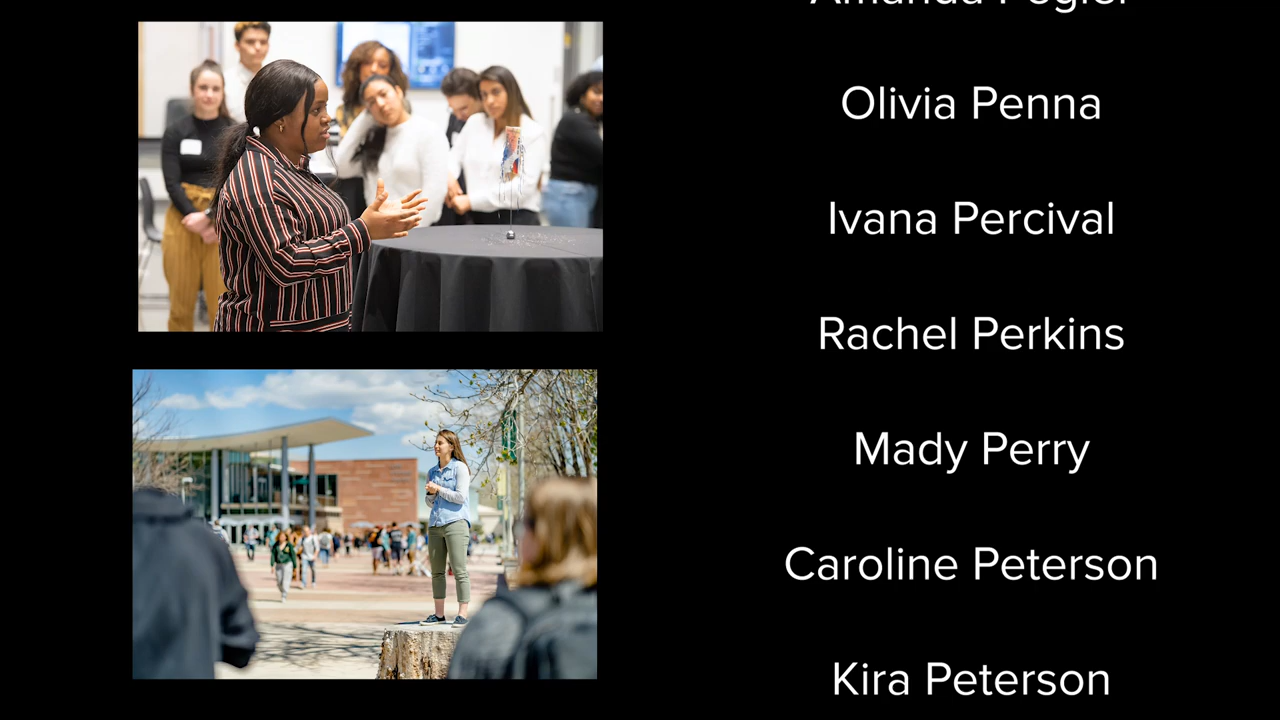 Olivia Penna
Ivana Percival
Rachel Perkins
Mady Perry
Caroline Peterson
Kira Peterson